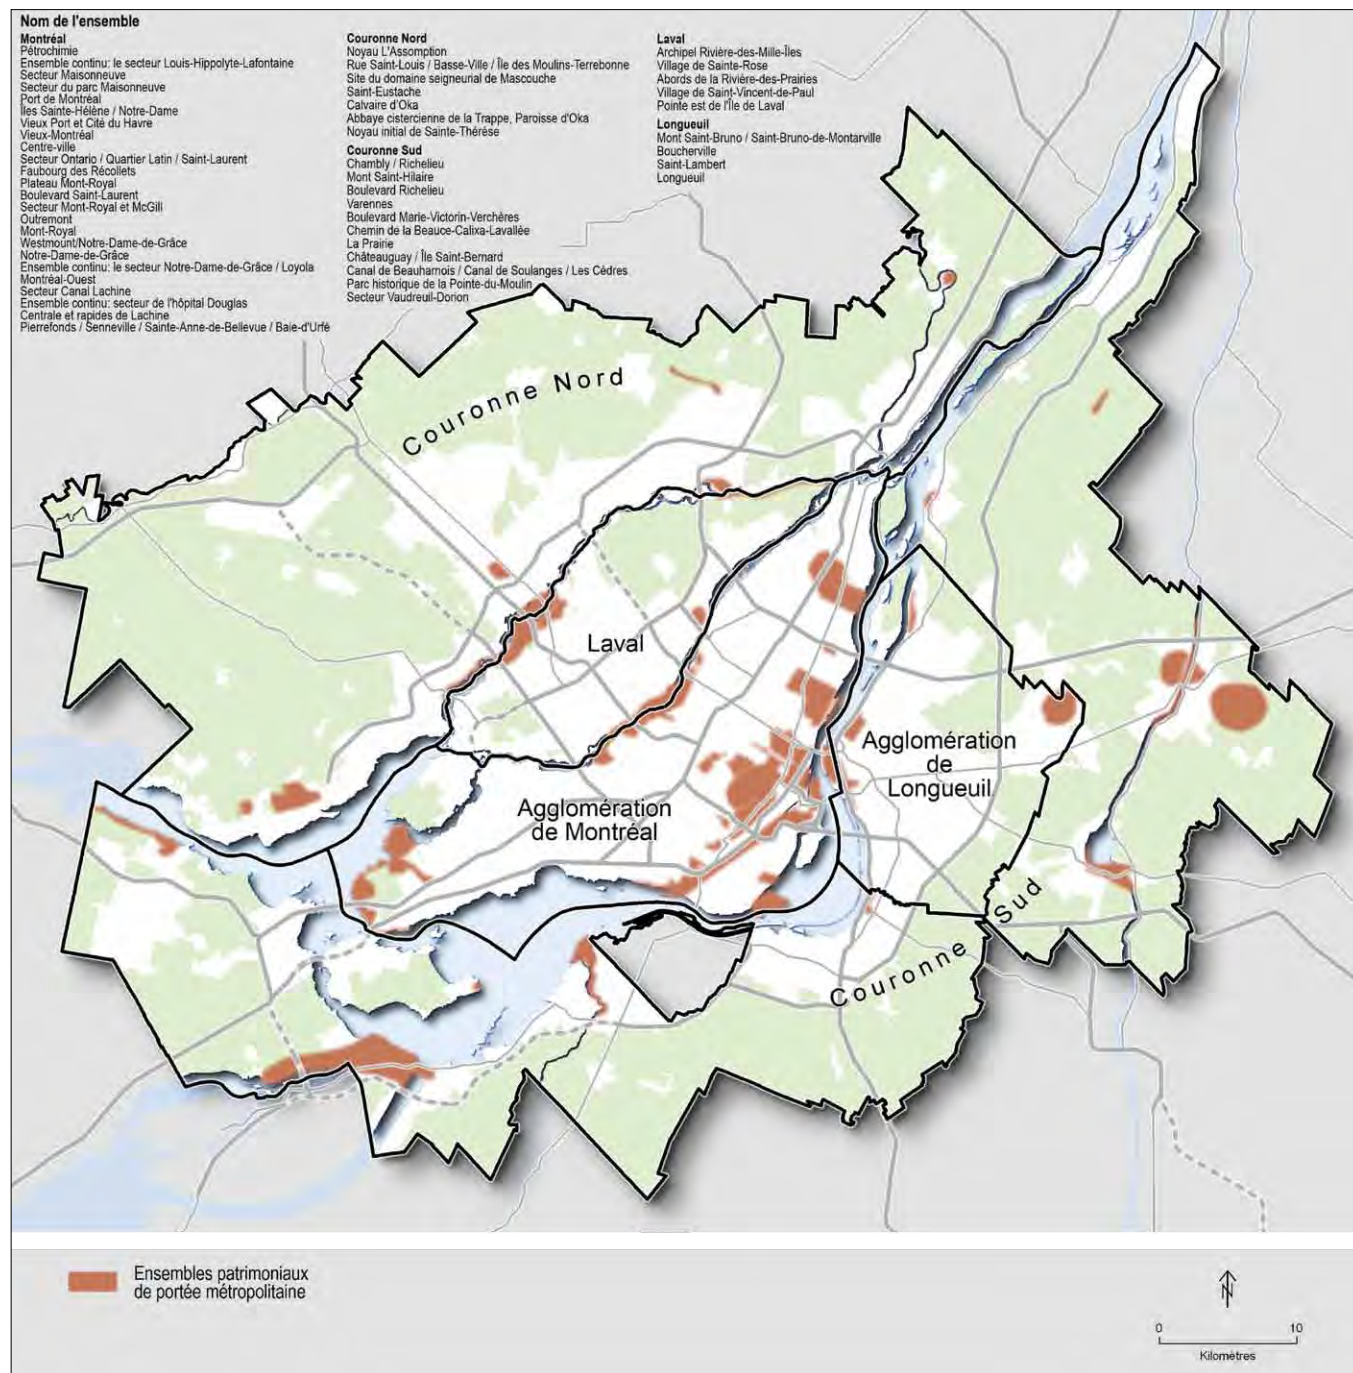 Nom de l'ensemble
Montréal
Pétrochimie
Ensemble continu: le secteur Louis-Hippolyte-Lafontaine
Secteur Maisonneuve
Secteur du parc Maisonneuve
Port de Montréal
Îles Sainte-Hélène / Notre-Dame
Vieux Port et Cité du Havre
Vieux-Montréal
Centre-ville
Secteur Ontario / Quartier Latin / Saint-Laurent
Faubourg des Récollets
Plateau Mont-Royal
Boulevard Saint-Laurent
Secteur Mont-Royal et McGill
Outremont
Mont-Royal
Westmount/Notre-Dame-de-Grâce
Notre-Dame-de-Grâce
Ensemble continu: le secteur Notre-Dame-de-Grâce / Loyola
Montréal-Ouest
Secteur Canal Lachine
Ensemble continu: secteur de l'hôpital Douglas
Centrale et rapides de Lachine
Pierrefonds / Senneville / Sainte-Anne-de-Bellevue / Baie-d'Urfé
Couronne Nord
Noyau L'Assomption
Rue Saint-Louis / Basse-Ville / Île des Moulins-Terrebonne
Site du domaine seigneurial de Mascouche
Saint-Eustache
Calvaire d'Oka
Abbaye cistercienne de la Trappe, Paroisse d'Oka
Noyau initial de Sainte-Thérèse
Couronne Sud
Chambly / Richelieu
Mont Saint-Hilaire
Boulevard Richelieu
Varennes
Boulevard Marie-Victorin-Verchères
Chemin de la Beauce-Calixa-Lavallée
La Prairie
Châteauguay / Île Saint-Bernard
Canal de Beauharnois / Canal de Soulanges / Les Cèdres
Parc historique de la Pointe-du-Moulin
Secteur Vaudreuil-Dorion
Laval
Archipel Rivière-des-Mille-Îles
Village de Sainte-Rose
Abords de la Rivière-des-Prairies
Village de Saint-Vincent-de-Paul
Pointe est de l'Île de Laval
Longueuil
Mont Saint-Bruno / Saint-Bruno-de-Montarville
Boucherville
Saint-Lambert
Longueuil
Couronne Nord
Laval
Agglomération
de
Longueuil
Agglomération
de Montréal
Couronne Sud
Ensembles patrimoniaux
de portée métropolitaine
N
0 10
Kilomètres